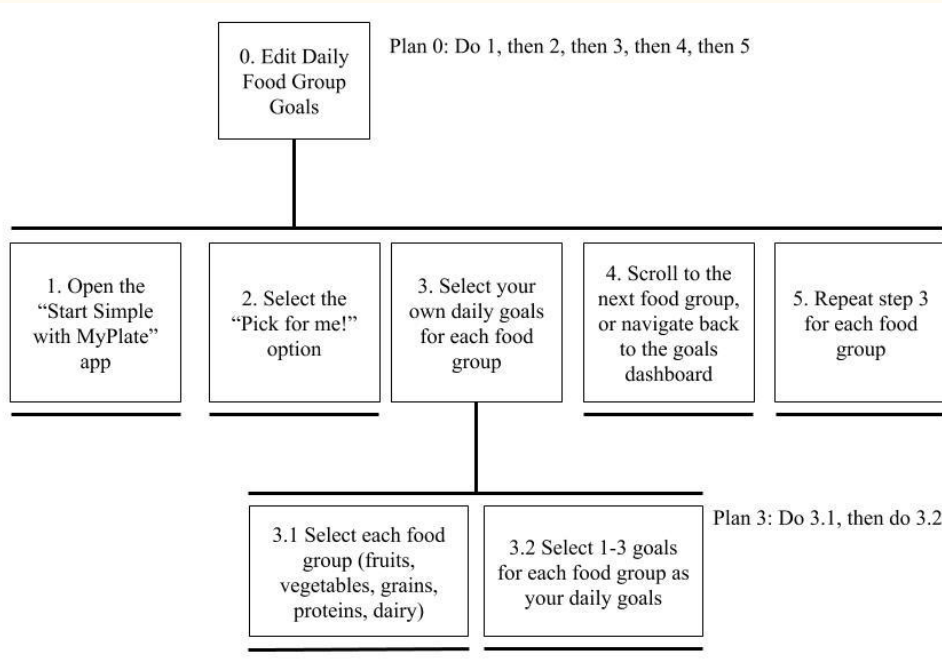 0. Edit Daily
Food Group
Goals
Plan 0: Do 1, then 2, then 3, then 4, then 5
1. Open the
“Start Simple
with MyPlate”
app
2. Select the
“Pick for me!”
option
3. Select your
own daily goals
for each food
group
4. Scroll to the
next food group,
or navigate back
to the goals
dashboard
5. Repeat step 3
for each food
group
3.1 Select each food
group (fruits,
vegetables, grains,
proteins, dairy)
3.2 Select 1-3 goals
for each food group as
your daily goals
Plan 3: Do 3.1, then do 3.2